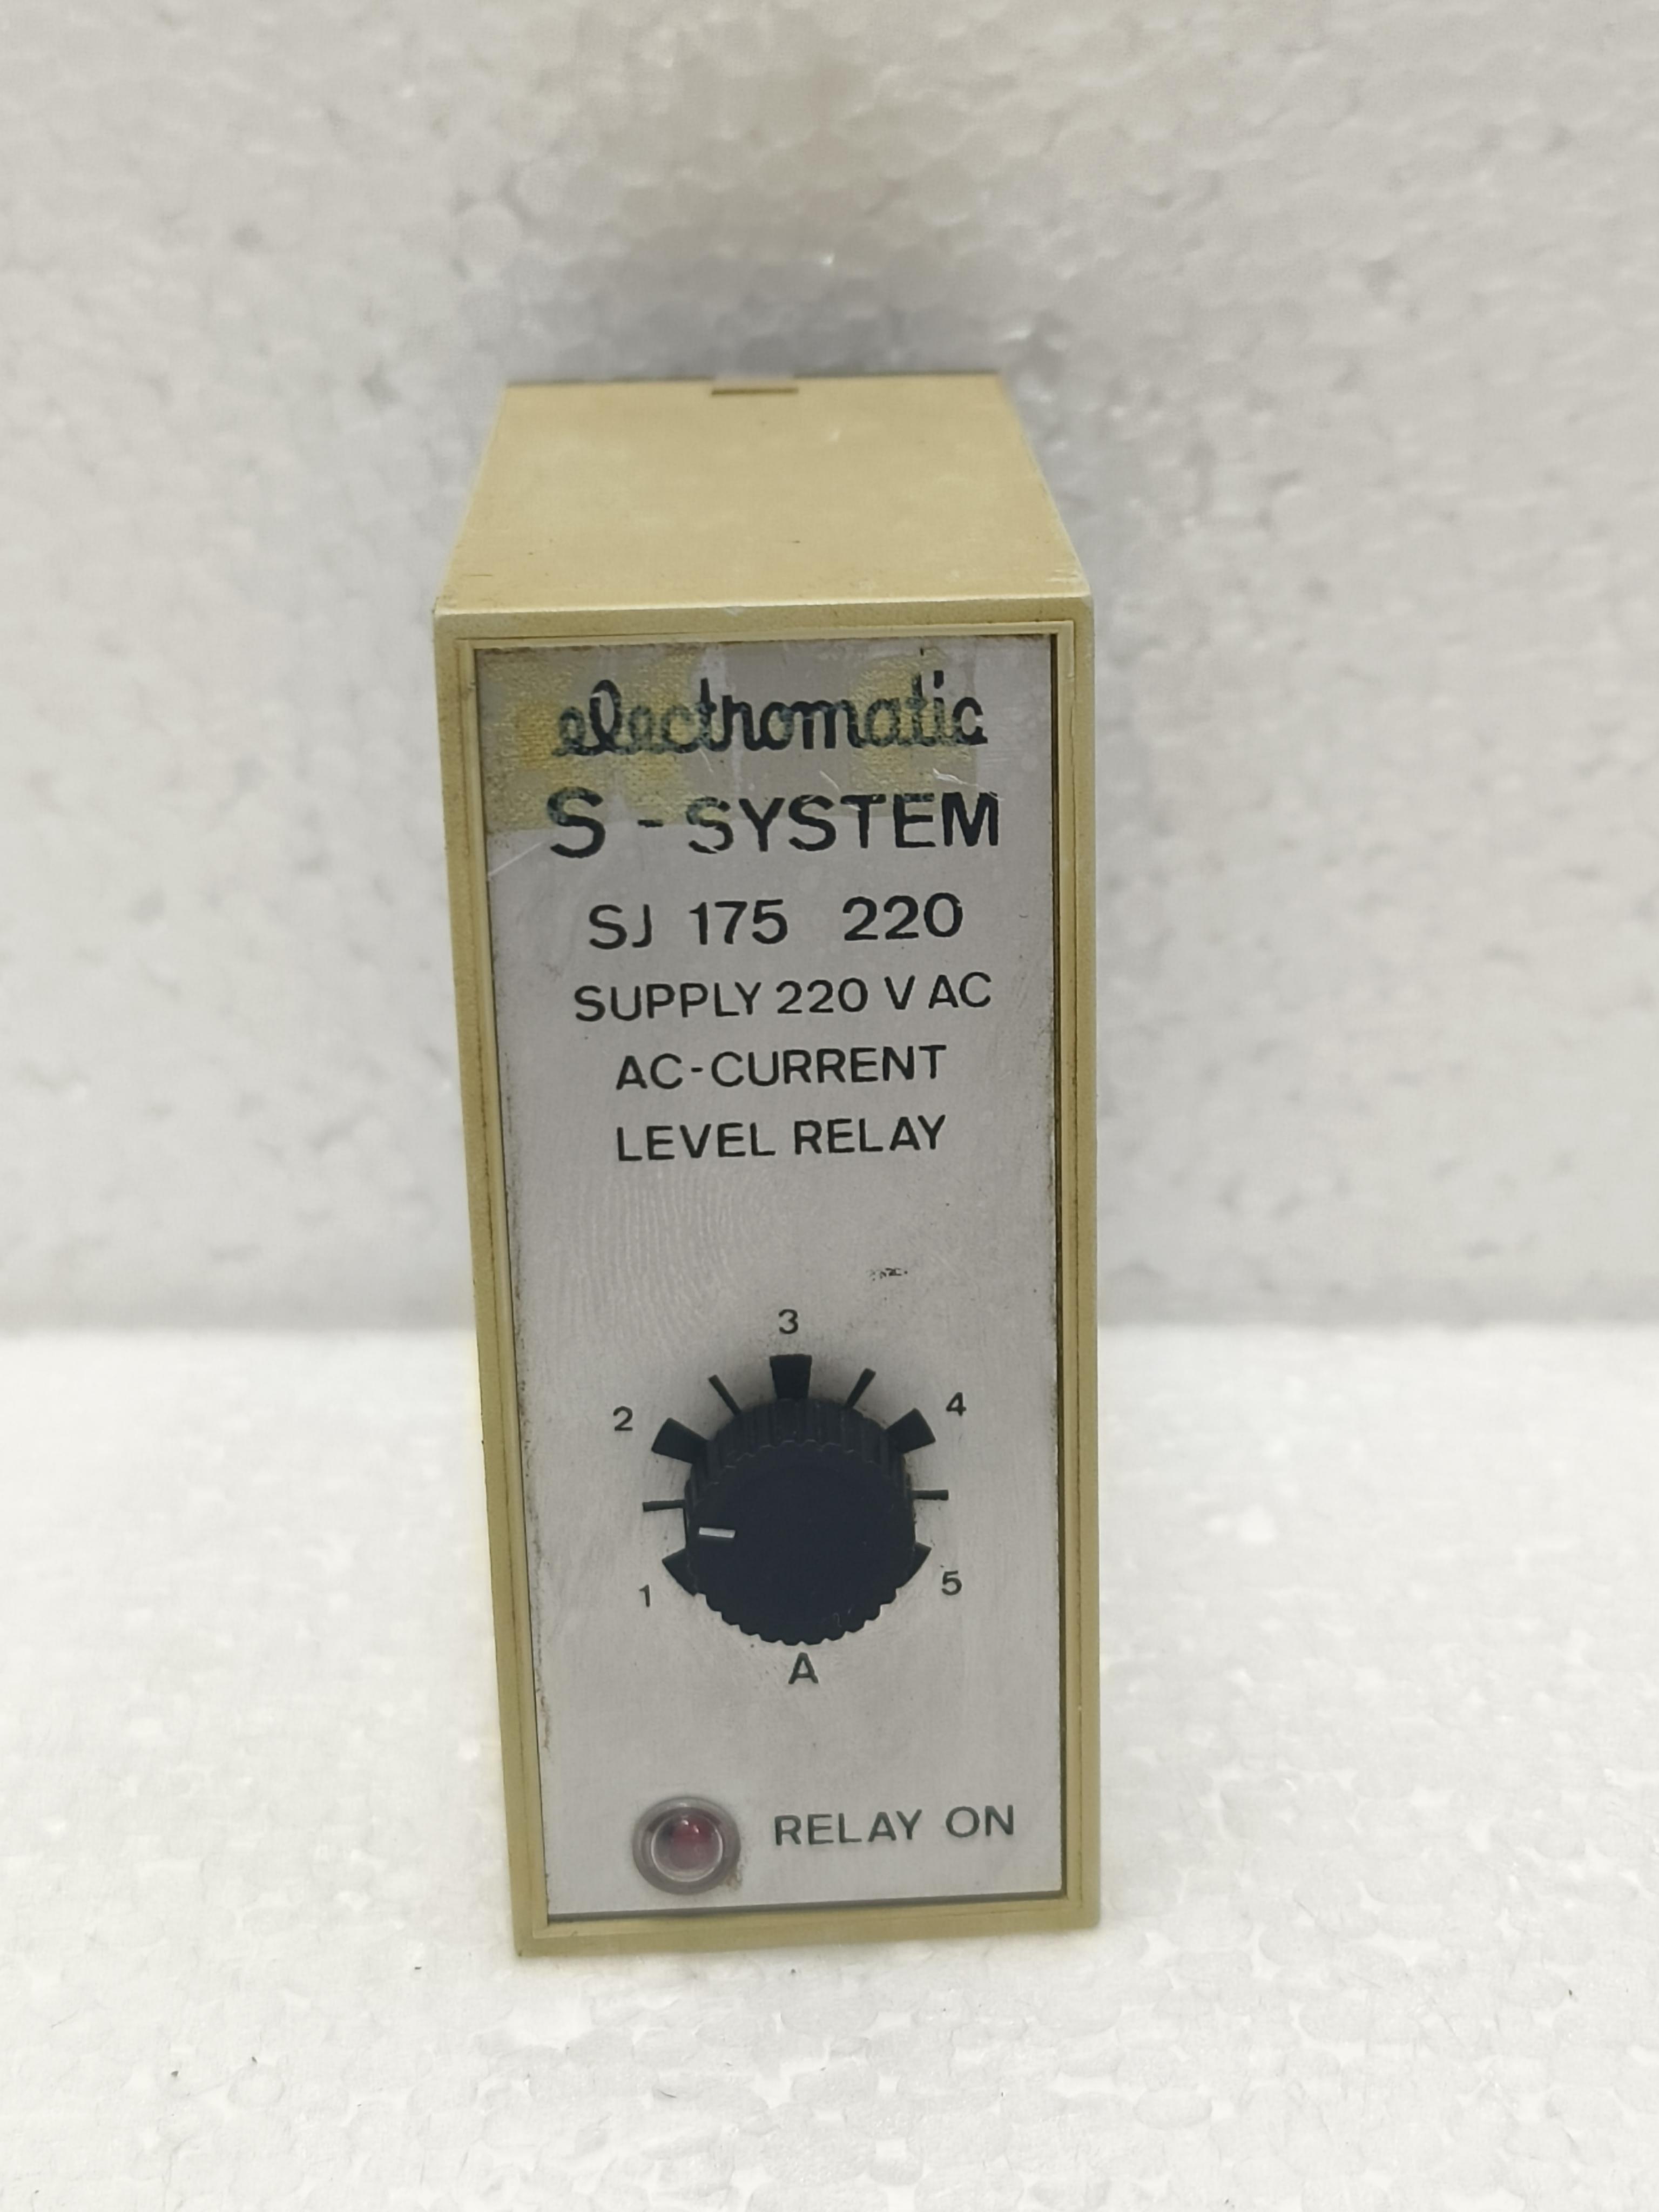 electromatic
S - SYSTEM
SJ 175 220
SUPPLY 220 V AC
AC-CURRENT
LEVEL RELAY
3
2 4
1 5
A
RELAY ON